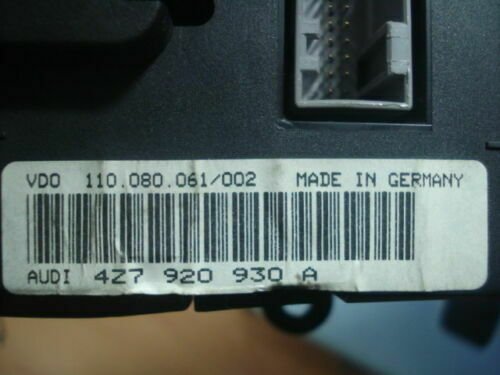 VDO 110.080.061/002 MADE IN GERMANY
AUDI 4Z7 920 930 A